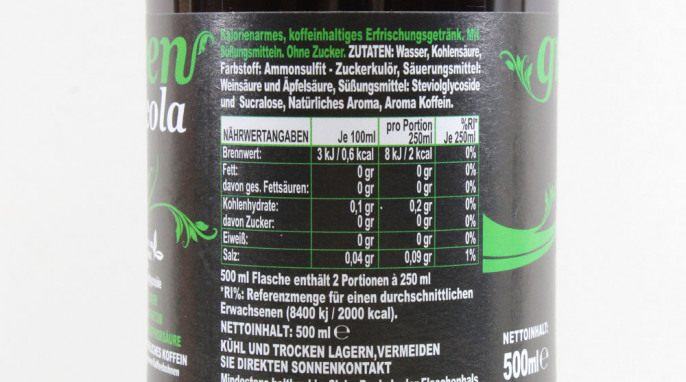 Kalorienarmes, koffeinhaltiges Erfrischungsgetränk. Mit
Süßungsmitteln. Ohne Zucker. ZUTATEN: Wasser, Kohlensäure,
Farbstoff: Ammonsulfit - Zuckerkulör, Säuerungsmittel:
Weinsäure und Äpfelsäure, Süßungsmittel: Steviolglycoside
und Sucralose, Natürliches Aroma, Aroma Koffein.
NÄHRWERTANGABEN Je 100ml pro Portion 250ml %RI* Je 250ml
Brennwert: 3 kJ / 0,6 kcal 8 kJ / 2 kcal 0%
Fett: 0 gr 0 gr 0%
davon ges. Fettsäuren: 0 gr 0 gr 0%
Kohlenhydrate: 0,1 gr 0,2 gr 0%
davon Zucker: 0 gr 0 gr 0%
Eiweiß: 0 gr 0 gr 0%
Salz: 0,04 gr 0,09 gr 1%
500 ml Flasche enthält 2 Portionen à 250 ml
*RI%: Referenzmenge für einen durchschnittlichen
Erwachsenen (8400 kj / 2000 kcal).
NETTOINHALT: 500 ml e
KÜHL UND TROCKEN LAGERN,VERMEIDEN
SIE DIREKTEN SONNENKONTAKT
NETTOINHALT:
500ml e